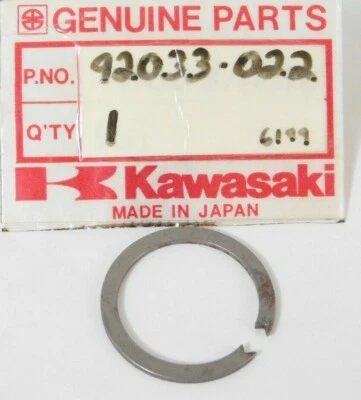 GENUINE PARTS
P.NO. 92033-022
Q'TY 1 6199
Kawasaki
MADE IN JAPAN